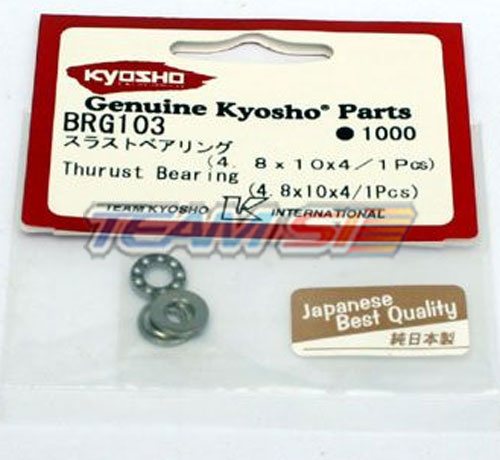 KYOSHO
Genuine Kyosho® Parts
BRG103
●1000
スラストベアリング
(4.8x10x4/1Pcs)
Thurust Bearing
(4.8x10x4/1Pcs)
TEAM KYOSHO K INTERNATIONAL
TEAMSTE
Japanese
Best Quality
純日本製